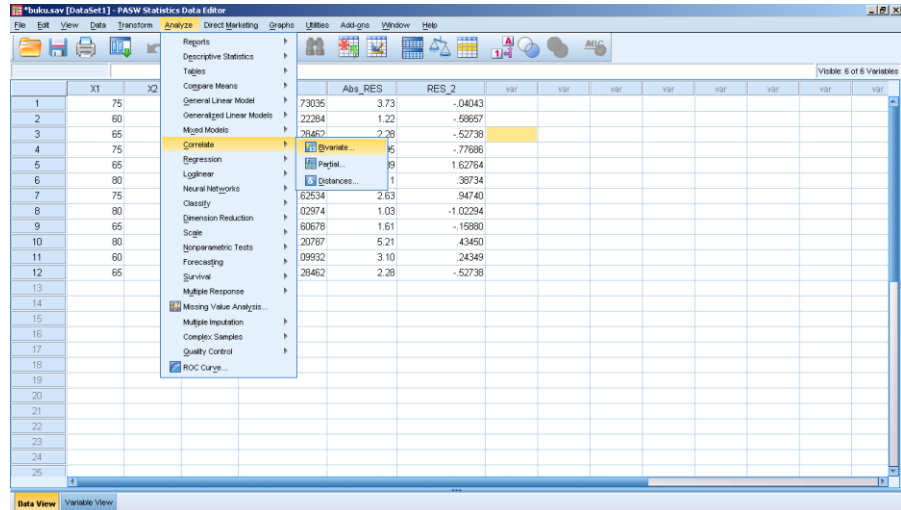 *buku.sav [DataSet1] - PASW Statistics Data Editor
File Edit View Data Transform Analyze Direct Marketing Graphs Utilities Add-ons Window Help
Visible: 6 of 6 Variables
X1 X2 Abs_RES RES_2 var var var var var var var
1 75 .73035 3.73 -.04043
2 60 .22284 1.22 -.58657
3 65 .28462 2.28 -.52738
4 75 -.77686
5 65 1.62764
6 80 .38734
7 75 .62534 2.63 .94740
8 80 .02974 1.03 -1.02294
9 65 .60678 1.61 -.15880
10 80 .20787 5.21 .43450
11 60 .09932 3.10 .24349
12 65 .28462 2.28 -.52738
13
14
15
16
17
18
19
20
21
22
23
24
25
Reports
Descriptive Statistics
Tables
Compare Means
General Linear Model
Generalized Linear Models
Mixed Models
Correlate
Regression
Loglinear
Neural Networks
Classify
Dimension Reduction
Scale
Nonparametric Tests
Forecasting
Survival
Multiple Response
Missing Value Analysis...
Multiple Imputation
Complex Samples
Quality Control
ROC Curve...
Bivariate...
Partial...
Distances...
Data View Variable View